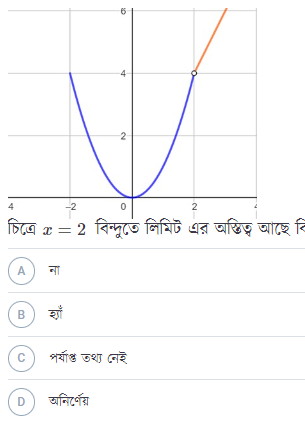 6
4
2
4 −2 0 2 4
চিত্রে x = 2 বিন্দুতে লিমিট এর অস্তিত্ব আছে
A না
B হ্যাঁ
C পর্যাপ্ত তথ্য নেই
D অনির্ণেয়